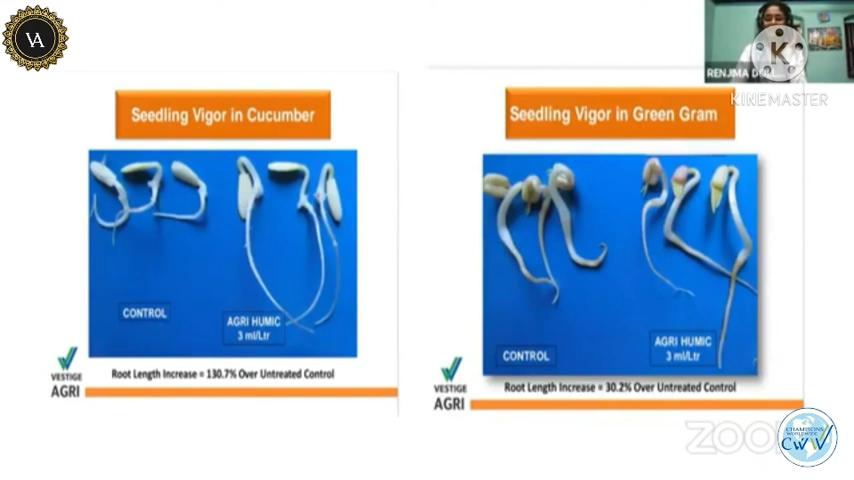 VA
RENJIMA
K
KINEMASTER
Seedling Vigor in Cucumber
CONTROL
AGRI HUMIC
3 ml/Ltr
VESTIGE
AGRI
Root Length Increase = 130.7% Over Untreated Control
Seedling Vigor in Green Gram
CONTROL
AGRI HUMIC
3 ml/Ltr
VESTIGE
AGRI
Root Length Increase = 30.2% Over Untreated Control
zoom
CHAMPIONS
WORLDWIDE
CWW